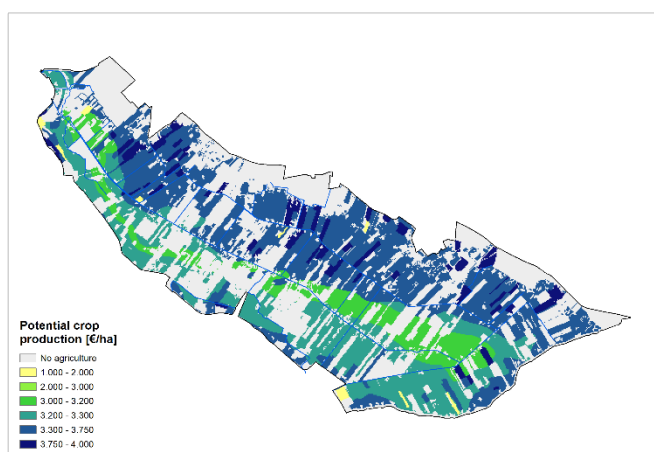 Potential crop
production [€/ha]
No agriculture
1.000 - 2.000
2.000 - 3.000
3.000 - 3.200
3.200 - 3.300
3.300 - 3.750
3.750 - 4.000